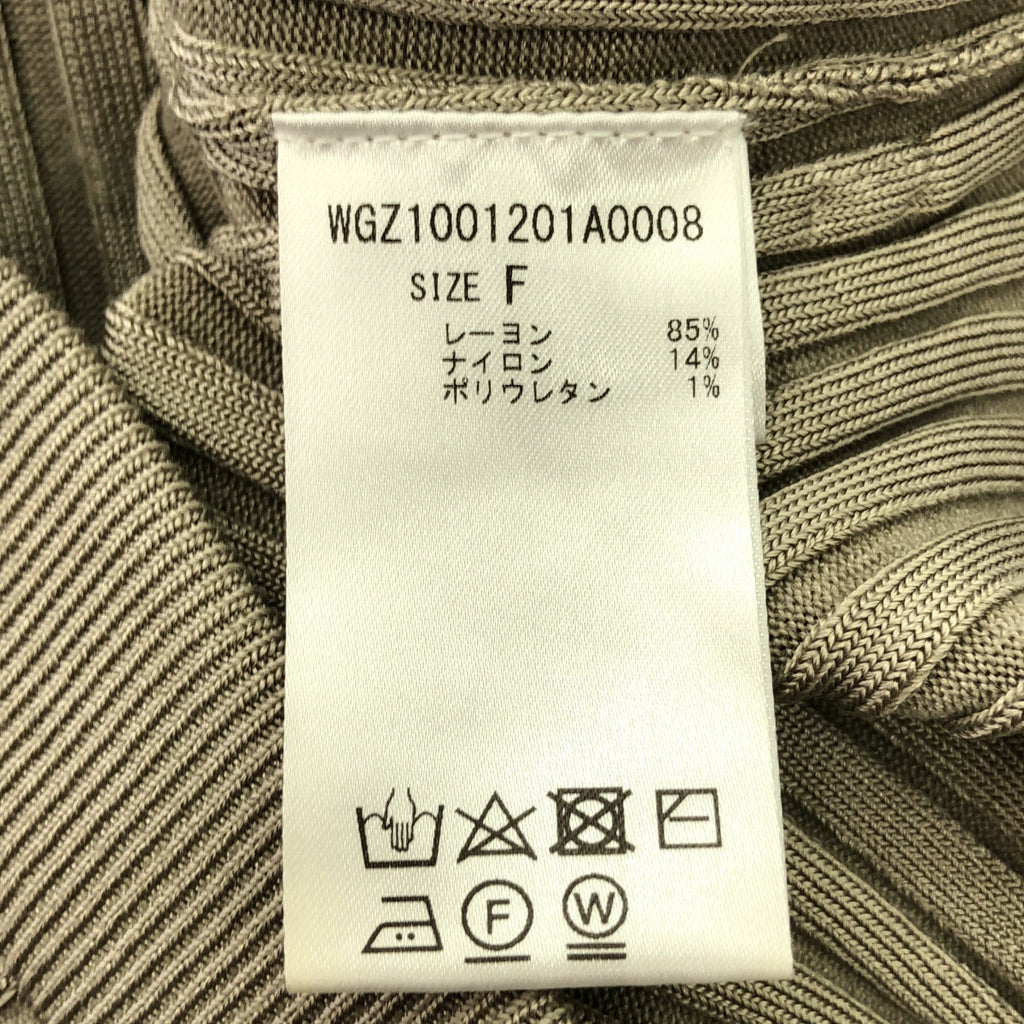 WGZ1001201A0008
SIZE F
レーヨン 85%
ナイロン 14%
ポリウレタン 1%
F W